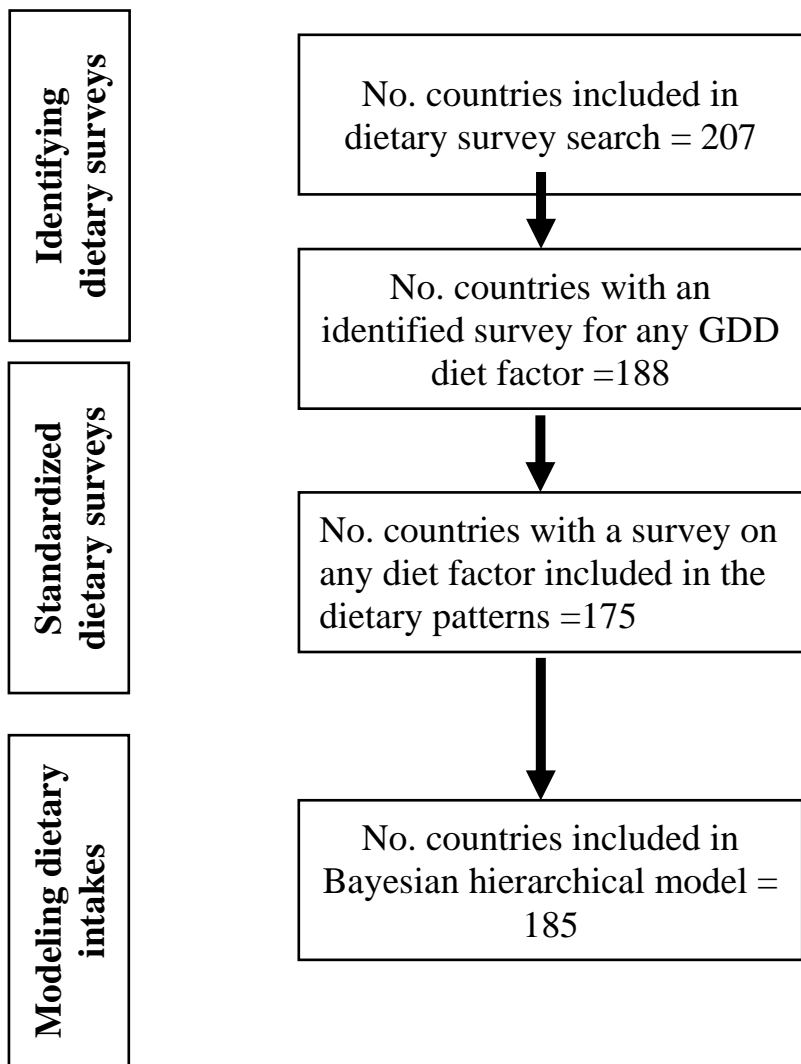 Identifying
dietary surveys
No. countries included in
dietary survey search = 207
No. countries with an
identified survey for any GDD
diet factor =188
Standardized
dietary surveys
No. countries with a survey on
any diet factor included in the
dietary patterns =175
Modeling dietary
intakes
No. countries included in
Bayesian hierarchical model =
185